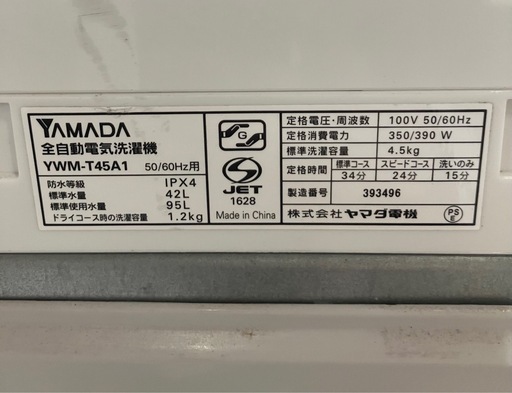 YAMADA
全自動電気洗濯機
YWM-T45A1 50/60Hz用
防水等級 IPX4
標準水量 42L
標準使用水量 95L
ドライコース時の洗濯容量 1.2kg
G
S
JET
1628
Made in China
定格電圧・周波数 100V 50/60Hz
定格消費電力 350/390 W
標準洗濯容量 4.5kg
定格時間 標準コース スピードコース 洗いのみ
34分 24分 15分
製造番号 393496
株式会社 ヤマダ電機
PS
E